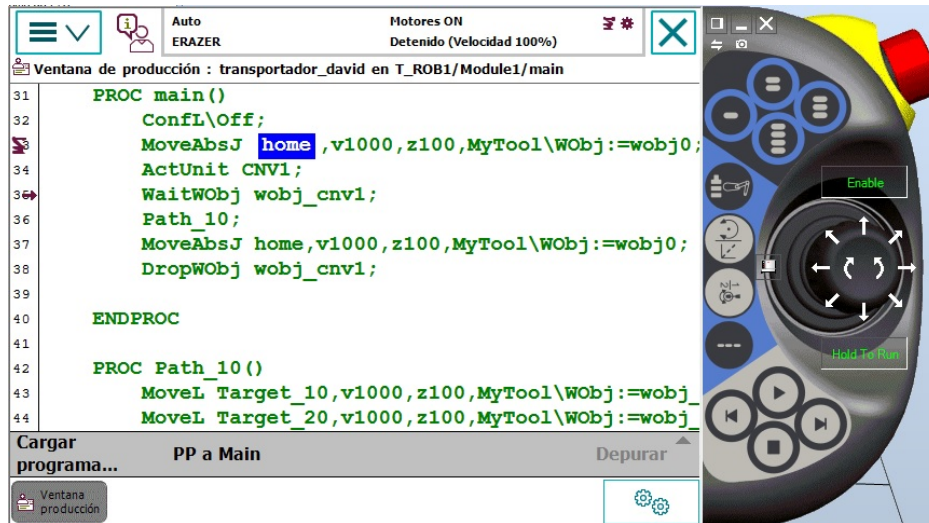 Auto
ERAZER
Motores ON
Detenido (Velocidad 100%)
Ventana de producción : transportador_david en T_ROB1/Module1/main
31 PROC main()
32 ConfL\Off;
MoveAbsJ home ,v1000,z100,MyTool\WObj:=wobj0;
34 ActUnit CNV1;
WaitWObj wobj_cnv1;
36 Path_10;
37 MoveAbsJ home,v1000,z100,MyTool\WObj:=wobj0;
38 DropWObj wobj_cnv1;
39
40 ENDPROC
41
42 PROC Path_10()
43 MoveL Target_10,v1000,z100,MyTool\WObj:=wobj_
44 MoveL Target_20,v1000,z100,MyTool\WObj:=wobj_
Cargar
programa...
PP a Main
Depurar
Ventana
producción
Enable
Hold To Run